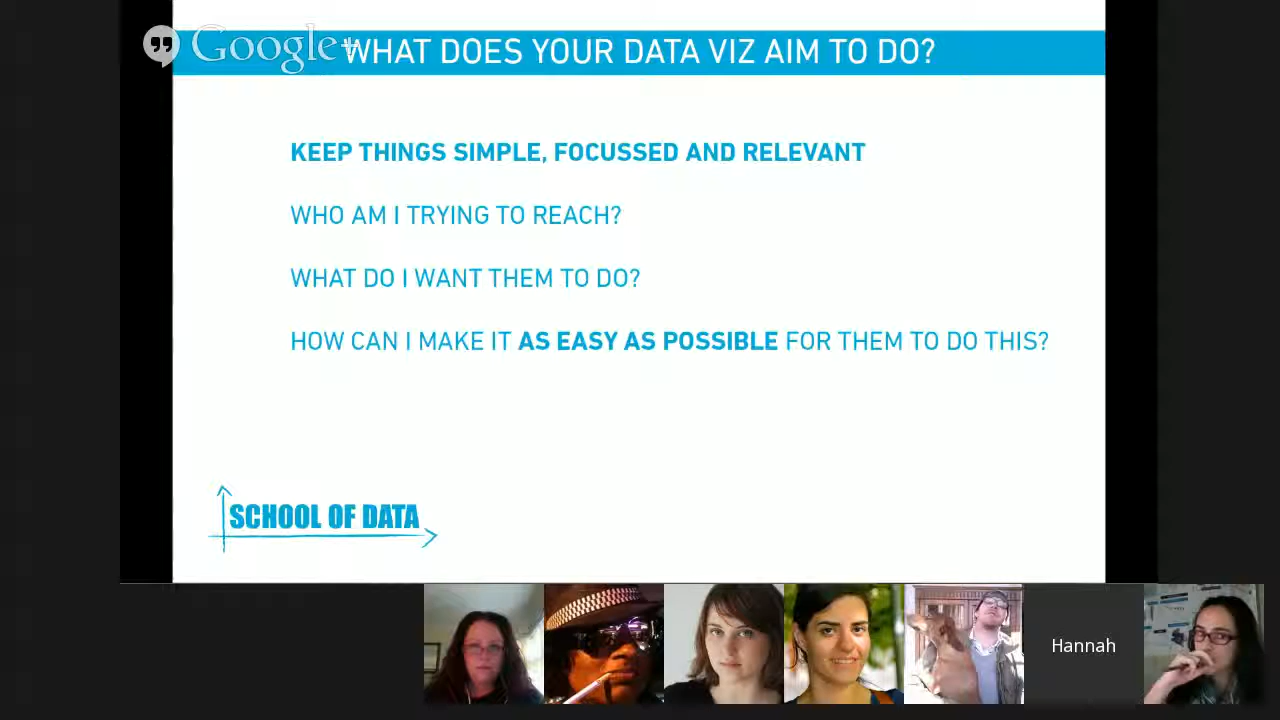 Google+
WHAT DOES YOUR DATA VIZ AIM TO DO?
KEEP THINGS SIMPLE, FOCUSSED AND RELEVANT
WHO AM I TRYING TO REACH?
WHAT DO I WANT THEM TO DO?
HOW CAN I MAKE IT AS EASY AS POSSIBLE FOR THEM TO DO THIS?
SCHOOL OF DATA
Hannah